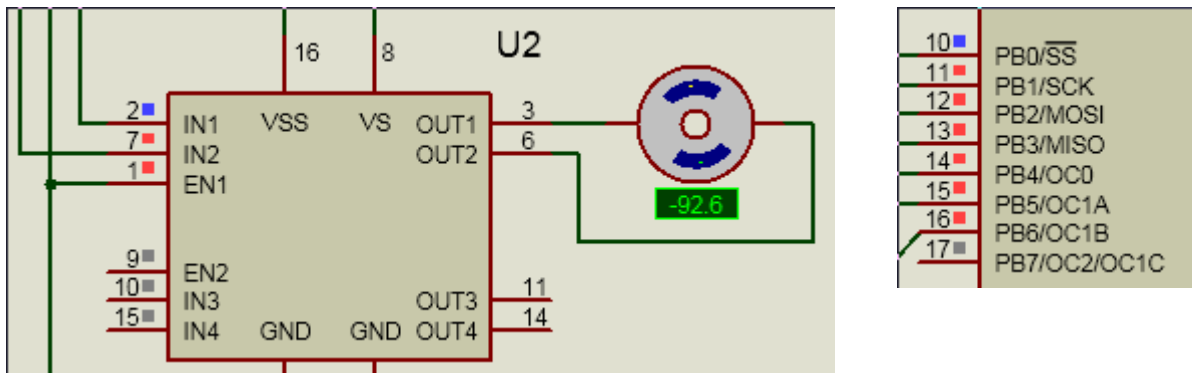 U2
16 8
2 IN1 VSS VS OUT1 3
7 IN2 OUT2 6
1 EN1
-92.6
9 EN2
10 IN3 OUT3 11
15 IN4 GND GND OUT4 14
10 PB0/SS
11 PB1/SCK
12 PB2/MOSI
13 PB3/MISO
14 PB4/OC0
15 PB5/OC1A
16 PB6/OC1B
17 PB7/OC2/OC1C